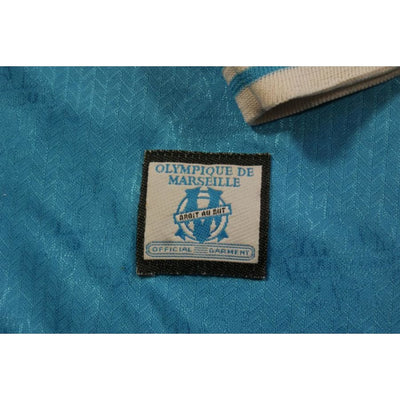 OLYMPIQUE DE
MARSEILLE
DROIT AU BUT
OFFICIAL GARMENT